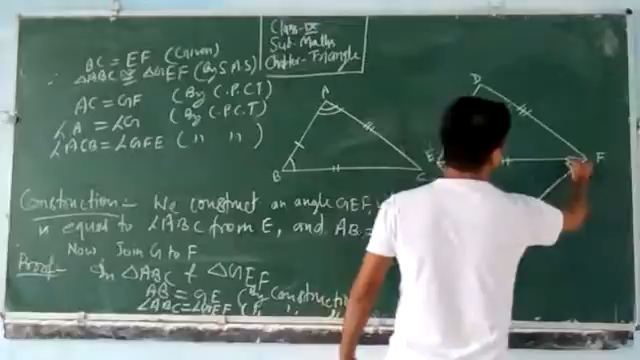 Class-IX
Sub-Maths
Chapter-Triangle
BC = EF (Given)
∴ △ABC ≅ △GEF (By S.A.S)
AC = GF (By C.P.C.T)
∠A = ∠G (By C.P.C.T)
∠ACB = ∠GFE (,, ,,)
A
B
C
D
E
F
Construction:- We construct an angle GEF,
is equal to ∠ABC from E, and AB =
Now Join G to F
Proof:- In △ABC & △GEF
AB = GE (By construction
∠ABC = ∠GEF (